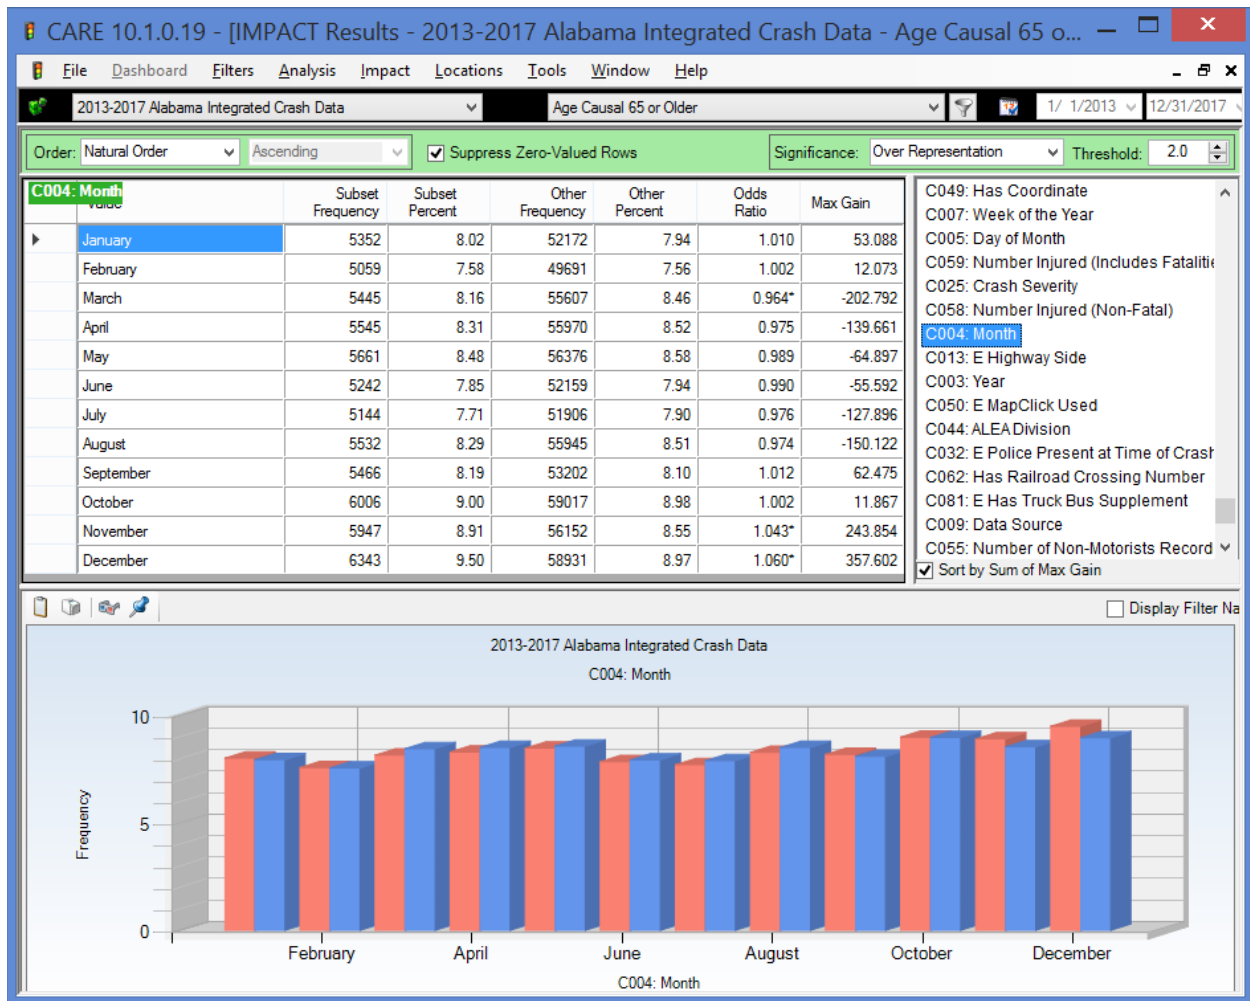 CARE 10.1.0.19 - [IMPACT Results - 2013-2017 Alabama Integrated Crash Data - Age Causal 65 o...
File Dashboard Filters Analysis Impact Locations Tools Window Help
2013-2017 Alabama Integrated Crash Data Age Causal 65 or Older 1/ 1/2013 12/31/2017
Order: Natural Order Ascending Suppress Zero-Valued Rows Significance: Over Representation Threshold: 2.0
C004: Month
Value Subset Frequency Subset Percent Other Frequency Other Percent Odds Ratio Max Gain
January 5352 8.02 52172 7.94 1.010 53.088
February 5059 7.58 49691 7.56 1.002 12.073
March 5445 8.16 55607 8.46 0.964* -202.792
April 5545 8.31 55970 8.52 0.975 -139.661
May 5661 8.48 56376 8.58 0.989 -64.897
June 5242 7.85 52159 7.94 0.990 -55.592
July 5144 7.71 51906 7.90 0.976 -127.896
August 5532 8.29 55945 8.51 0.974 -150.122
September 5466 8.19 53202 8.10 1.012 62.475
October 6006 9.00 59017 8.98 1.002 11.867
November 5947 8.91 56152 8.55 1.043* 243.854
December 6343 9.50 58931 8.97 1.060* 357.602
C049: Has Coordinate
C007: Week of the Year
C005: Day of Month
C059: Number Injured (Includes Fatalitie
C025: Crash Severity
C058: Number Injured (Non-Fatal)
C004: Month
C013: E Highway Side
C003: Year
C050: E MapClick Used
C044: ALEA Division
C032: E Police Present at Time of Crash
C062: Has Railroad Crossing Number
C081: E Has Truck Bus Supplement
C009: Data Source
C055: Number of Non-Motorists Record
Sort by Sum of Max Gain
Display Filter Na
2013-2017 Alabama Integrated Crash Data
C004: Month
10
5
0
Frequency
February April June August October December
C004: Month